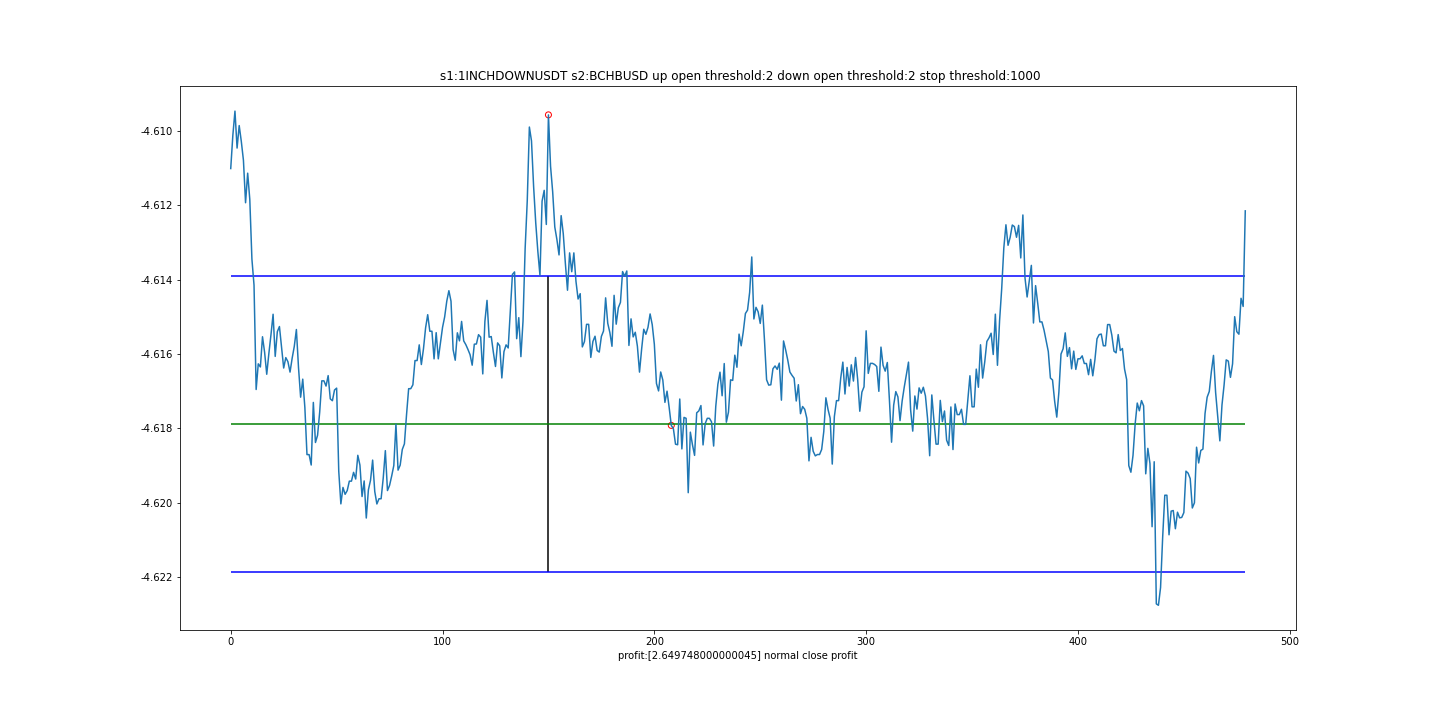 s1:1INCHDOWNUSDT s2:BCHBUSD up open threshold:2 down open threshold:2 stop threshold:1000
-4.610
-4.612
-4.614
-4.616
-4.618
-4.620
-4.622
0 100 200 300 400 500
profit:[2.649748000000045] normal close profit